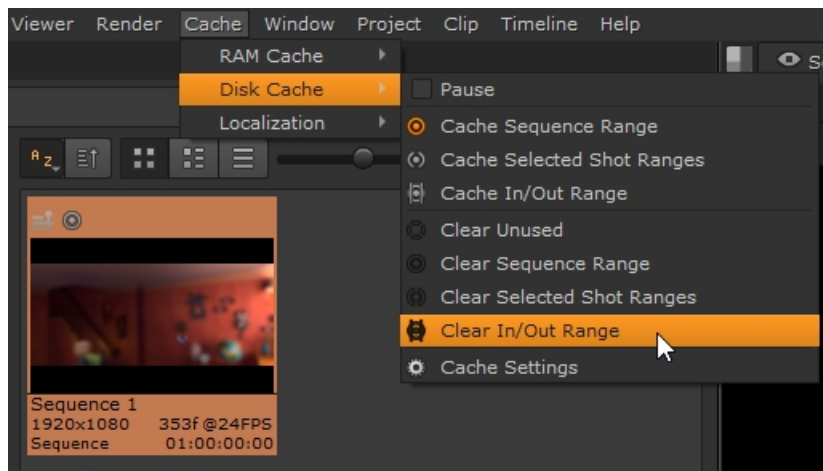 Viewer Render Cache Window Project Clip Timeline Help
RAM Cache
Disk Cache
Localization
Pause
Cache Sequence Range
Cache Selected Shot Ranges
Cache In/Out Range
Clear Unused
Clear Sequence Range
Clear Selected Shot Ranges
Clear In/Out Range
Cache Settings
A Z
Sequence 1
1920x1080 353f@24FPS
Sequence 01:00:00:00